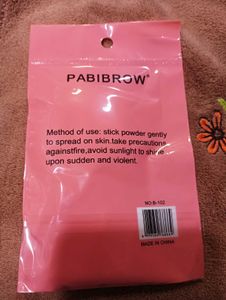 PABIBROW®
Method of use: stick powder gently
to spread on skin.take precautions
againstfire,avoid sunlight to shine
upon sudden and violent.
NO:B-102
MADE IN CHINA